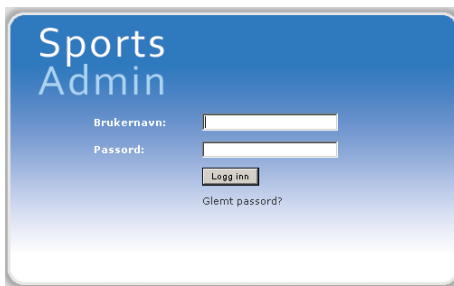 Sports
Admin
Brukernavn:
Passord:
Logg inn
Glemt passord?